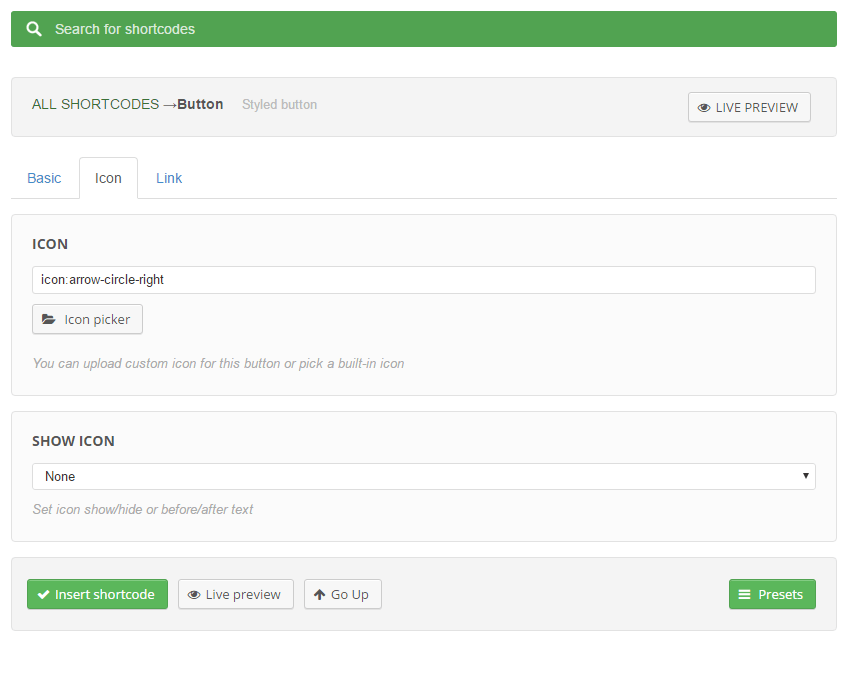 Search for shortcodes
ALL SHORTCODES →Button Styled button
LIVE PREVIEW
Basic Icon Link
ICON
icon:arrow-circle-right
Icon picker
You can upload custom icon for this button or pick a built-in icon
SHOW ICON
None
Set icon show/hide or before/after text
Insert shortcode Live preview Go Up Presets